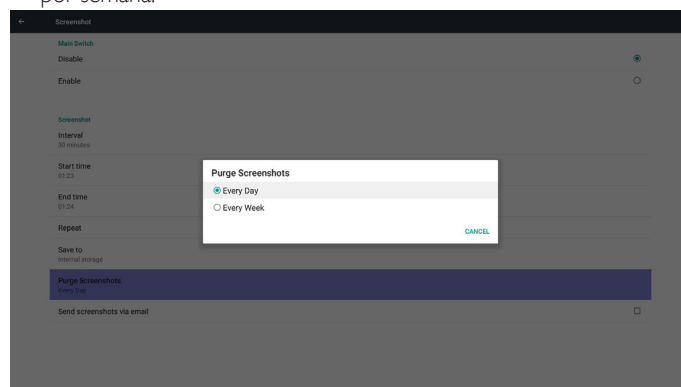 por semana.
Screenshot
Main Switch
Disable
Enable
Screenshot
Interval
30 minutes
Start time
01:23
End time
01:24
Repeat
Save to
Internal storage
Purge Screenshots
Every Day
Send screenshots via email
Purge Screenshots
Every Day
Every Week
CANCEL